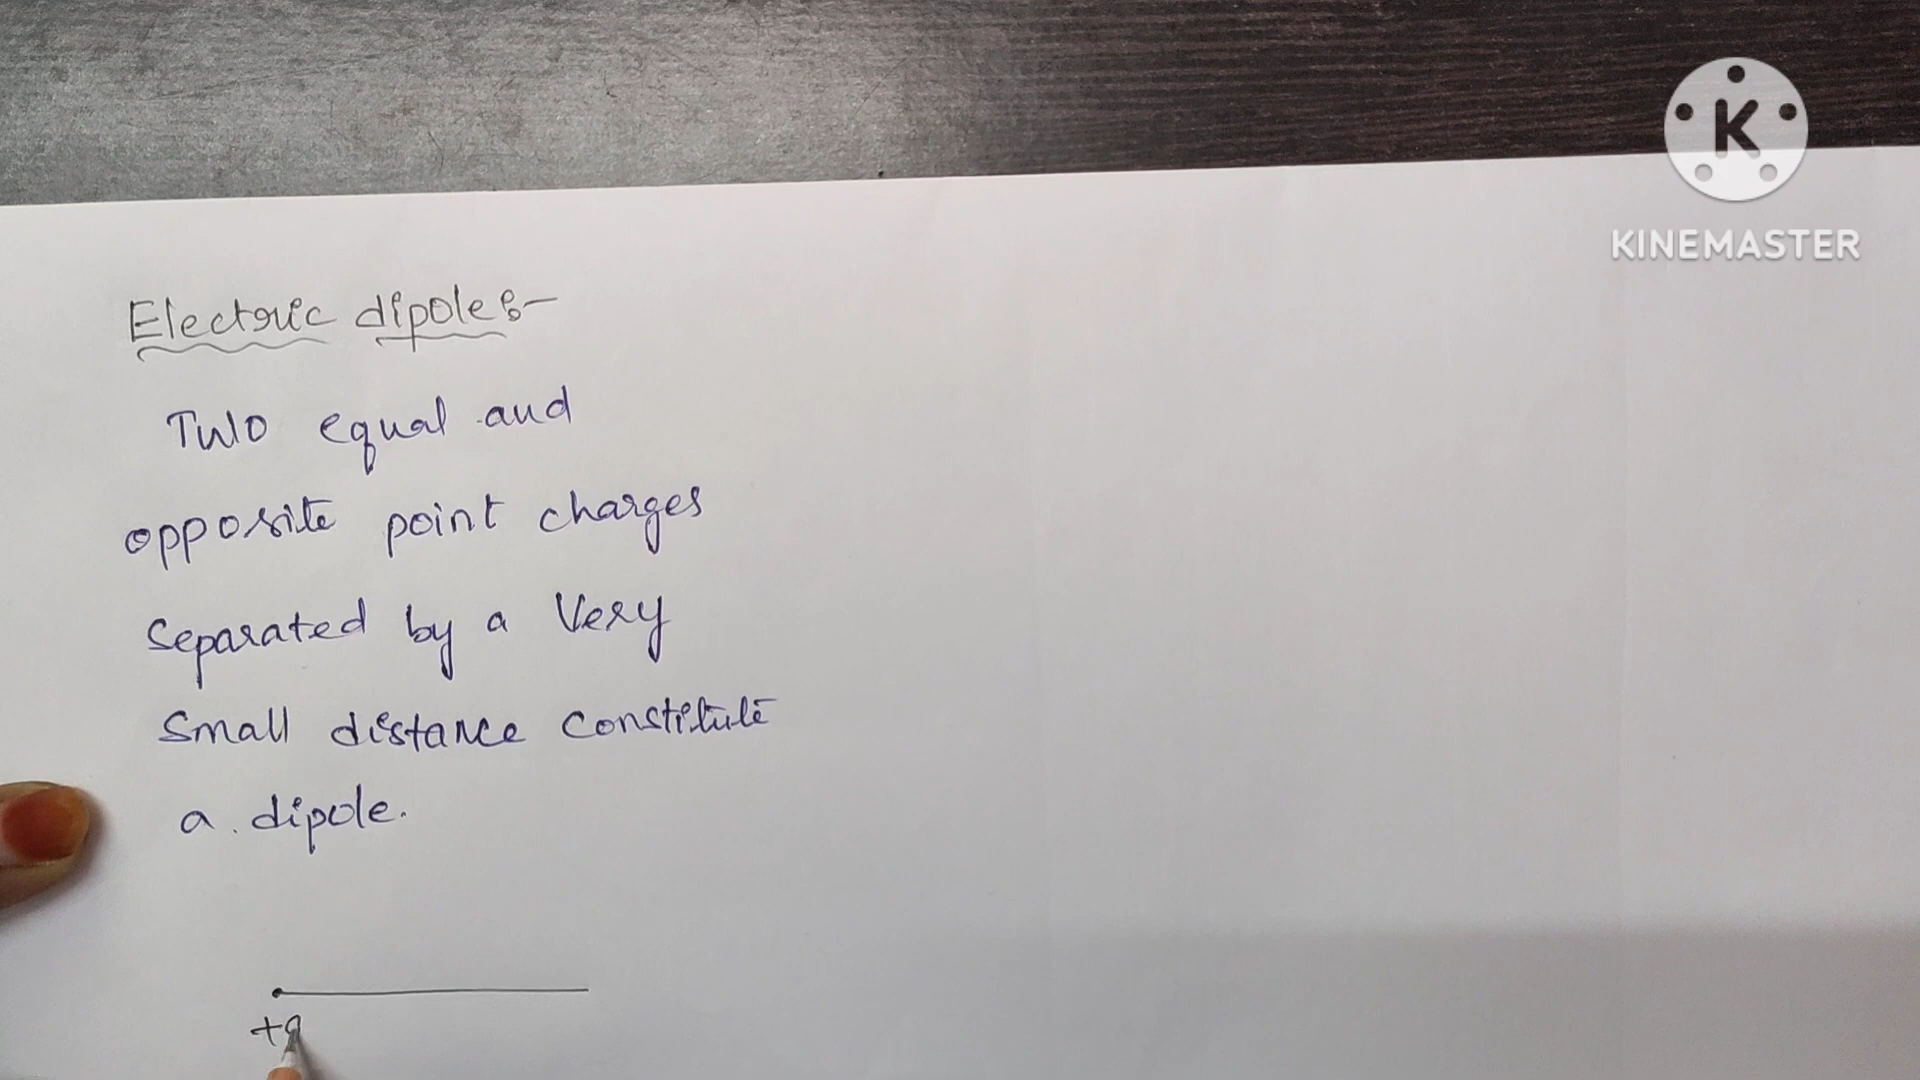 KINEMASTER
Electric dipole:-
Two equal and
opposite point charges
separated by a very
small distance constitute
a. dipole.
+q